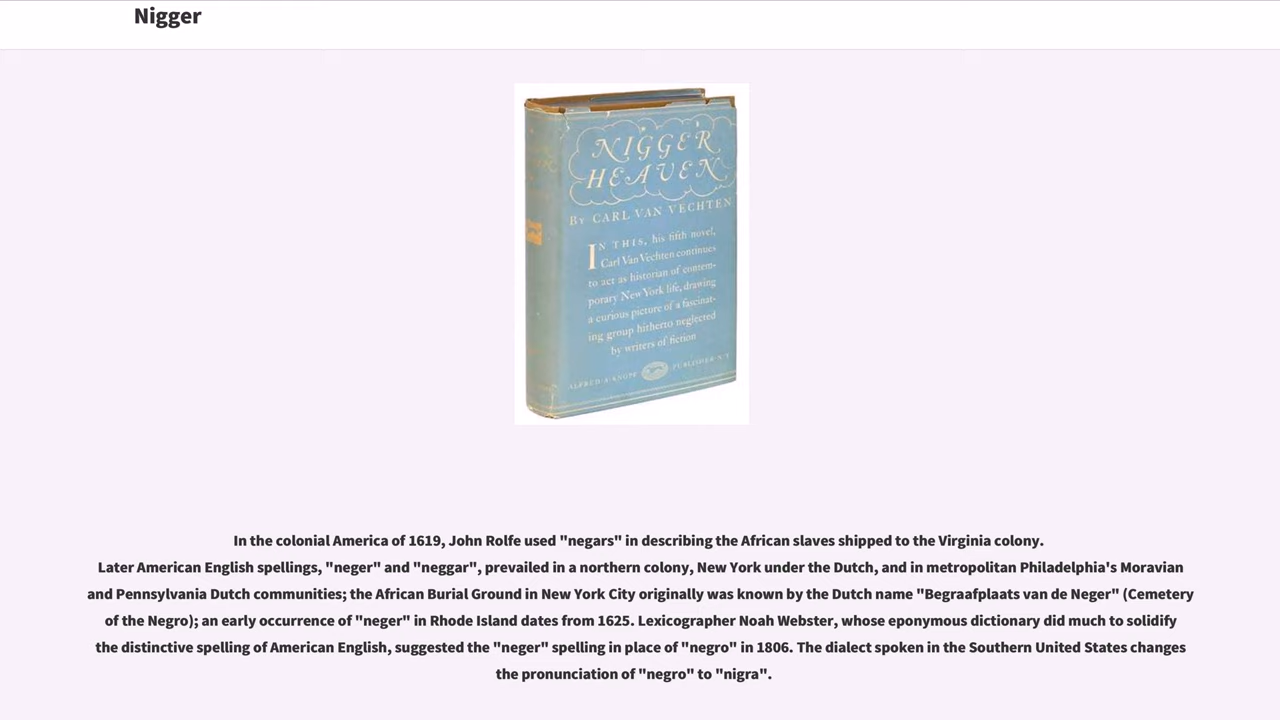 Nigger
NIGGER
HEAVEN
By CARL VAN VECHTEN
IN THIS, his fifth novel,
Carl Van Vechten continues
to act as historian of contem-
porary New York life, drawing
a curious picture of a fascinat-
ing group hitherto neglected
by writers of fiction
ALFRED A KNOPF PUBLISHER N.Y.
In the colonial America of 1619, John Rolfe used "negars" in describing the African slaves shipped to the Virginia colony.
Later American English spellings, "neger" and "neggar", prevailed in a northern colony, New York under the Dutch, and in metropolitan Philadelphia's Moravian
and Pennsylvania Dutch communities; the African Burial Ground in New York City originally was known by the Dutch name "Begraafplaats van de Neger" (Cemetery
of the Negro); an early occurrence of "neger" in Rhode Island dates from 1625. Lexicographer Noah Webster, whose eponymous dictionary did much to solidify
the distinctive spelling of American English, suggested the "neger" spelling in place of "negro" in 1806. The dialect spoken in the Southern United States changes
the pronunciation of "negro" to "nigra".